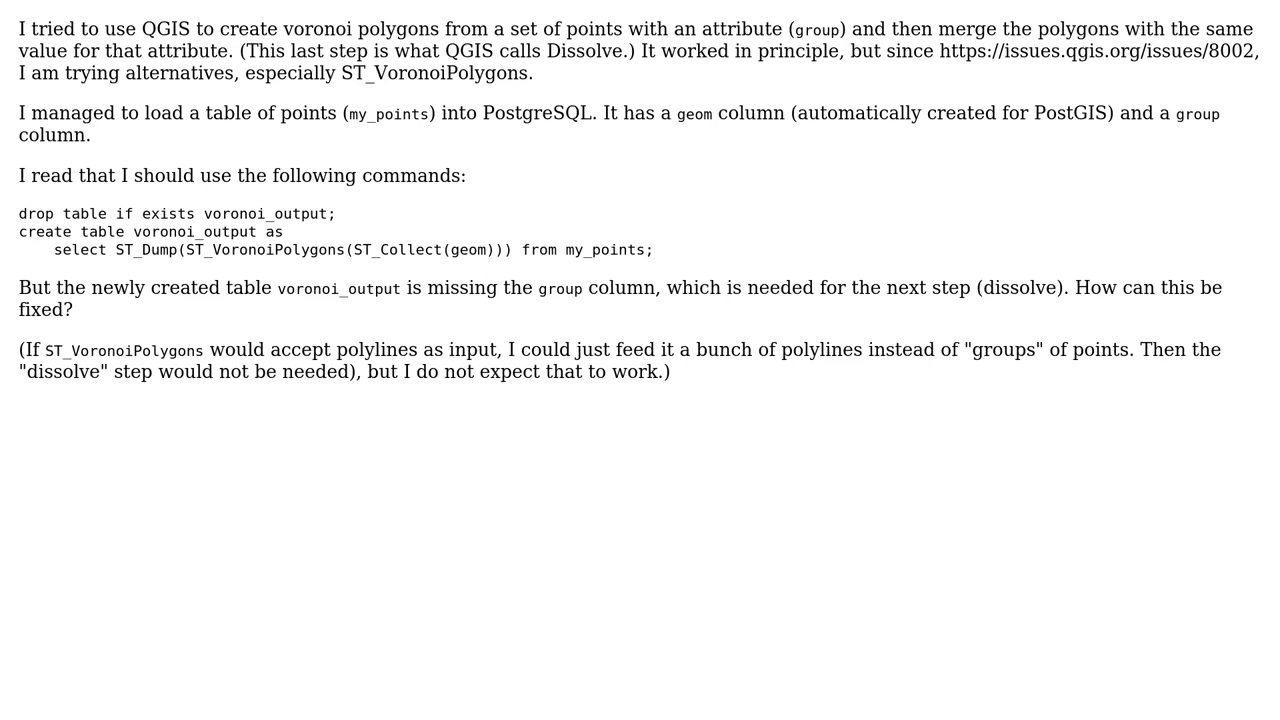 I tried to use QGIS to create voronoi polygons from a set of points with an attribute (group) and then merge the polygons with the same
value for that attribute. (This last step is what QGIS calls Dissolve.) It worked in principle, but since https://issues.qgis.org/issues/8002,
I am trying alternatives, especially ST_VoronoiPolygons.
I managed to load a table of points (my_points) into PostgreSQL. It has a geom column (automatically created for PostGIS) and a group
column.
I read that I should use the following commands:
drop table if exists voronoi_output;
create table voronoi_output as
    select ST_Dump(ST_VoronoiPolygons(ST_Collect(geom))) from my_points;
But the newly created table voronoi_output is missing the group column, which is needed for the next step (dissolve). How can this be
fixed?
(If ST_VoronoiPolygons would accept polylines as input, I could just feed it a bunch of polylines instead of "groups" of points. Then the
"dissolve" step would not be needed), but I do not expect that to work.)